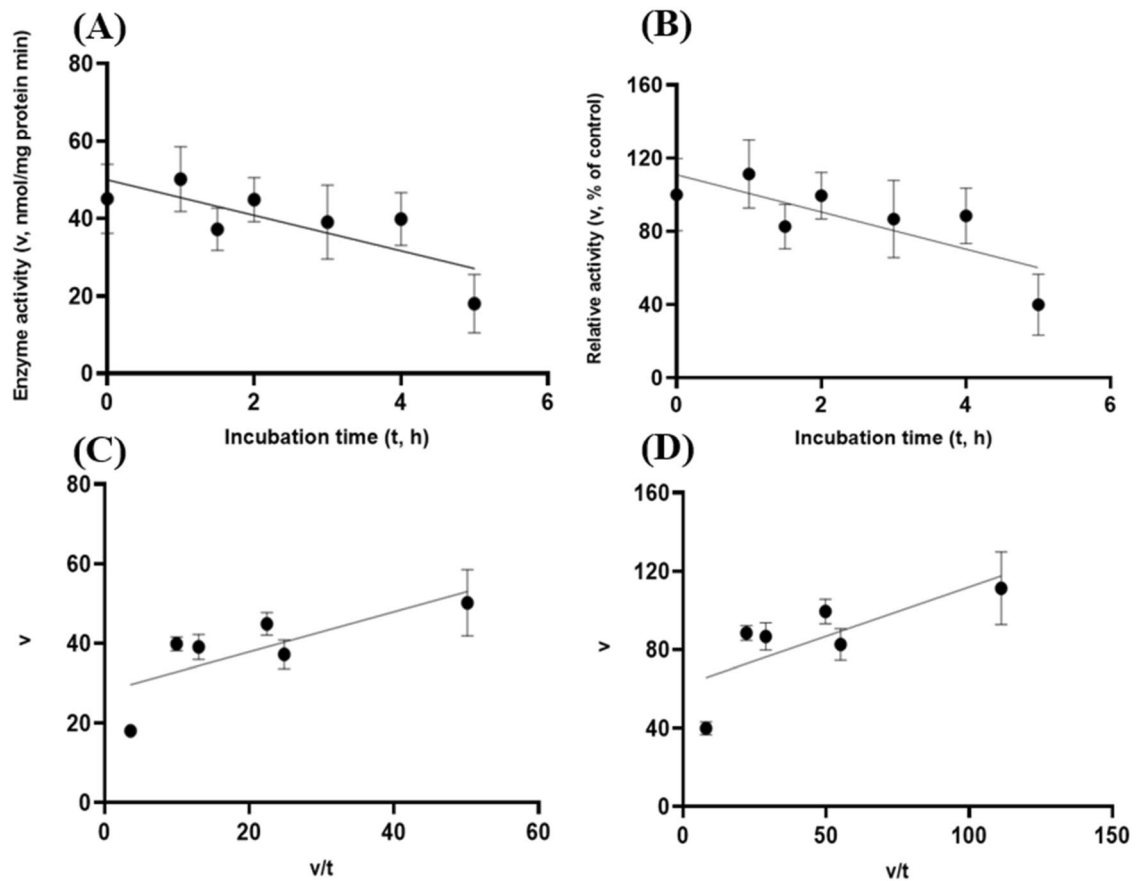 (A)
Enzyme activity (v, nmol/mg protein min)
80
60
40
20
0
0 2 4 6
Incubation time (t, h)
(B)
Relative activity (v, % of control)
160
120
80
40
0
0 2 4 6
Incubation time (t, h)
(C)
v
80
60
40
20
0
0 20 40 60
v/t
(D)
v
160
120
80
40
0
0 50 100 150
v/t